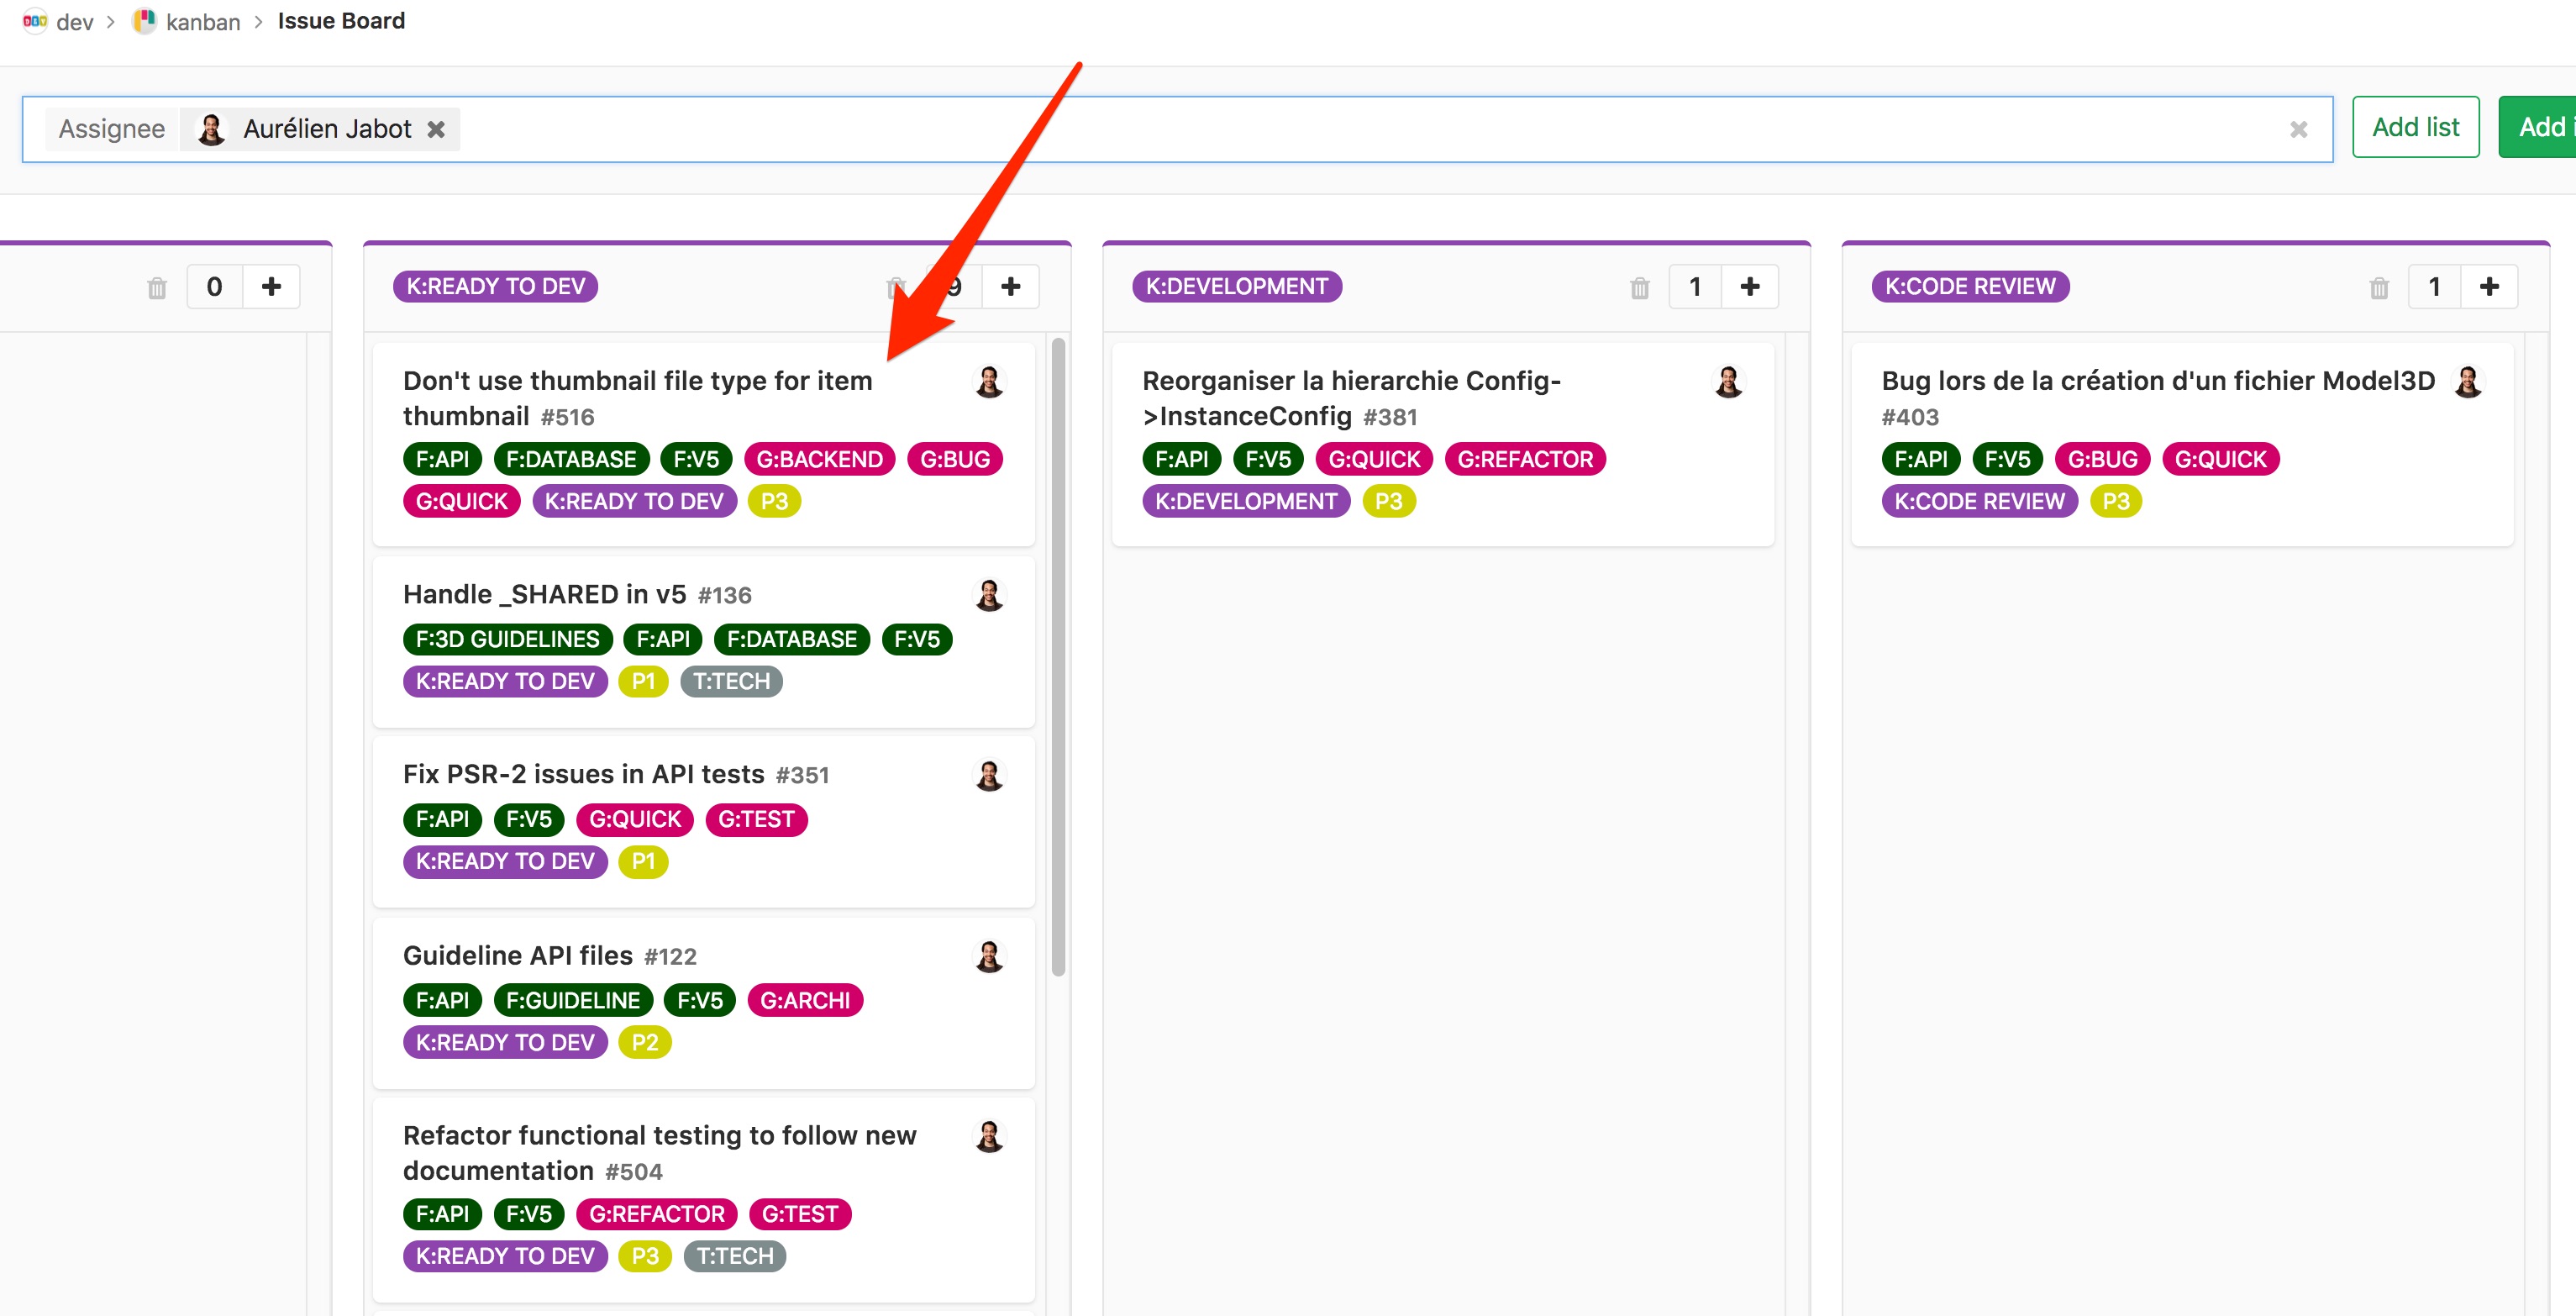 dev > kanban > Issue Board
Assignee Aurélien Jabot
Add list
Add
0
K:READY TO DEV 9
Don't use thumbnail file type for item
thumbnail #516
F:API F:DATABASE F:V5 G:BACKEND G:BUG
G:QUICK K:READY TO DEV P3
Handle _SHARED in v5 #136
F:3D GUIDELINES F:API F:DATABASE F:V5
K:READY TO DEV P1 T:TECH
Fix PSR-2 issues in API tests #351
F:API F:V5 G:QUICK G:TEST
K:READY TO DEV P1
Guideline API files #122
F:API F:GUIDELINE F:V5 G:ARCHI
K:READY TO DEV P2
Refactor functional testing to follow new
documentation #504
F:API F:V5 G:REFACTOR G:TEST
K:READY TO DEV P3 T:TECH
K:DEVELOPMENT 1
Reorganiser la hierarchie Config-
>InstanceConfig #381
F:API F:V5 G:QUICK G:REFACTOR
K:DEVELOPMENT P3
K:CODE REVIEW 1
Bug lors de la création d'un fichier Model3D
#403
F:API F:V5 G:BUG G:QUICK
K:CODE REVIEW P3